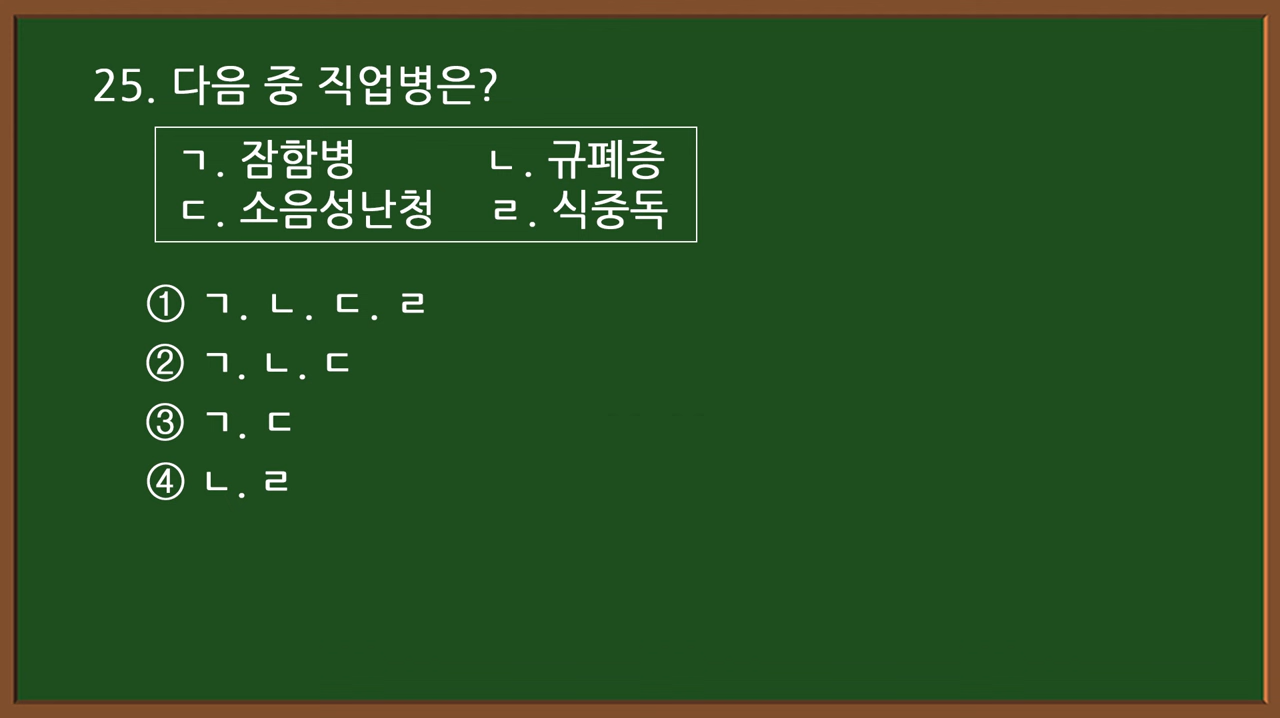 25. 다음 중 직업병은?
ㄱ. 잠함병 ㄴ. 규폐증
ㄷ. 소음성난청 ㄹ. 식중독
① ㄱ. ㄴ. ㄷ. ㄹ
② ㄱ. ㄴ. ㄷ
③ ㄱ. ㄷ
④ ㄴ. ㄹ